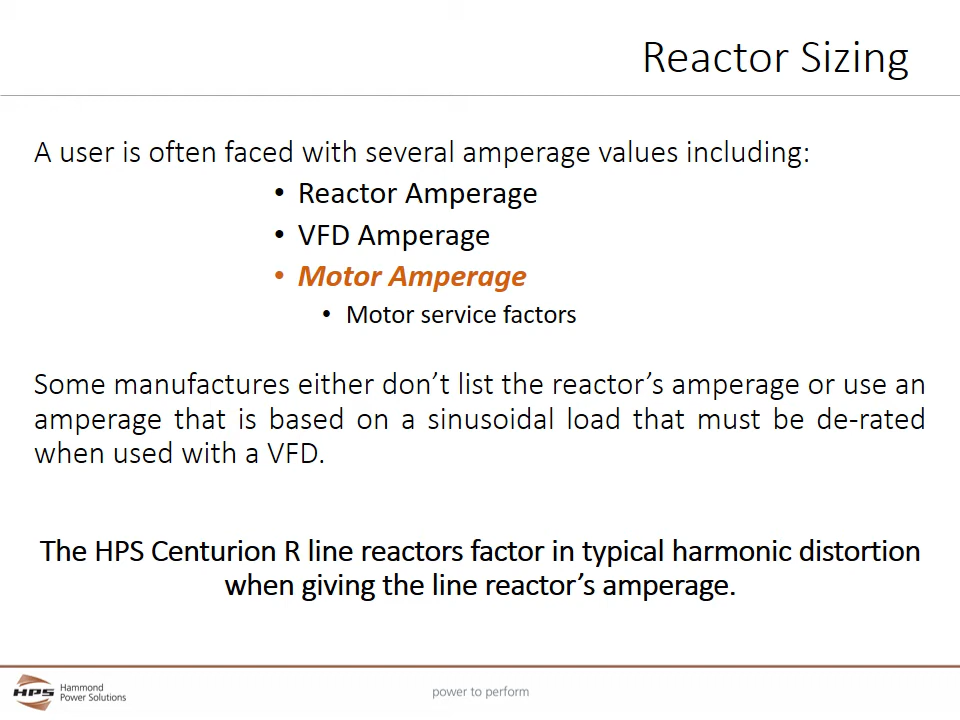 Reactor Sizing
A user is often faced with several amperage values including:
• Reactor Amperage
• VFD Amperage
• Motor Amperage
• Motor service factors
Some manufactures either don’t list the reactor’s amperage or use an
amperage that is based on a sinusoidal load that must be de-rated
when used with a VFD.
The HPS Centurion R line reactors factor in typical harmonic distortion
when giving the line reactor’s amperage.
HPS Hammond
Power Solutions
power to perform